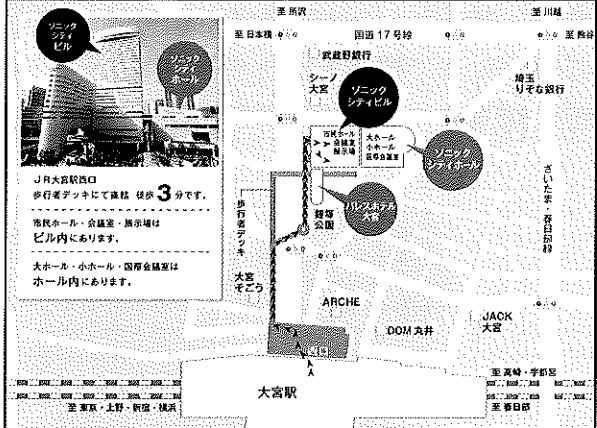 ソニック
シティ
ビル
ソニック
シティ
ホール
JR大宮駅西口
歩行者デッキにて直結 徒歩3分です。
市民ホール・会議室・展示場は
ビル内にあります。
大ホール・小ホール・国際会議室は
ホール内にあります。
至 所沢
至 川越
至 日本橋
国道17号線
至 熊谷
武蔵野銀行
シーノ
大宮
ソニック
シティビル
埼玉
りそな銀行
市民ホール
会議室
展示場
大ホール
小ホール
国際会議室
ソニック
シティホール
パレスホテル
大宮
鐘塚
公園
歩行者デッキ
さいたま・春日部線
大宮
そごう
ARCHE
DOM 丸井
JACK
大宮
大宮駅
至 高崎・宇都宮
至 東京・上野・新宿・横浜
至 春日部